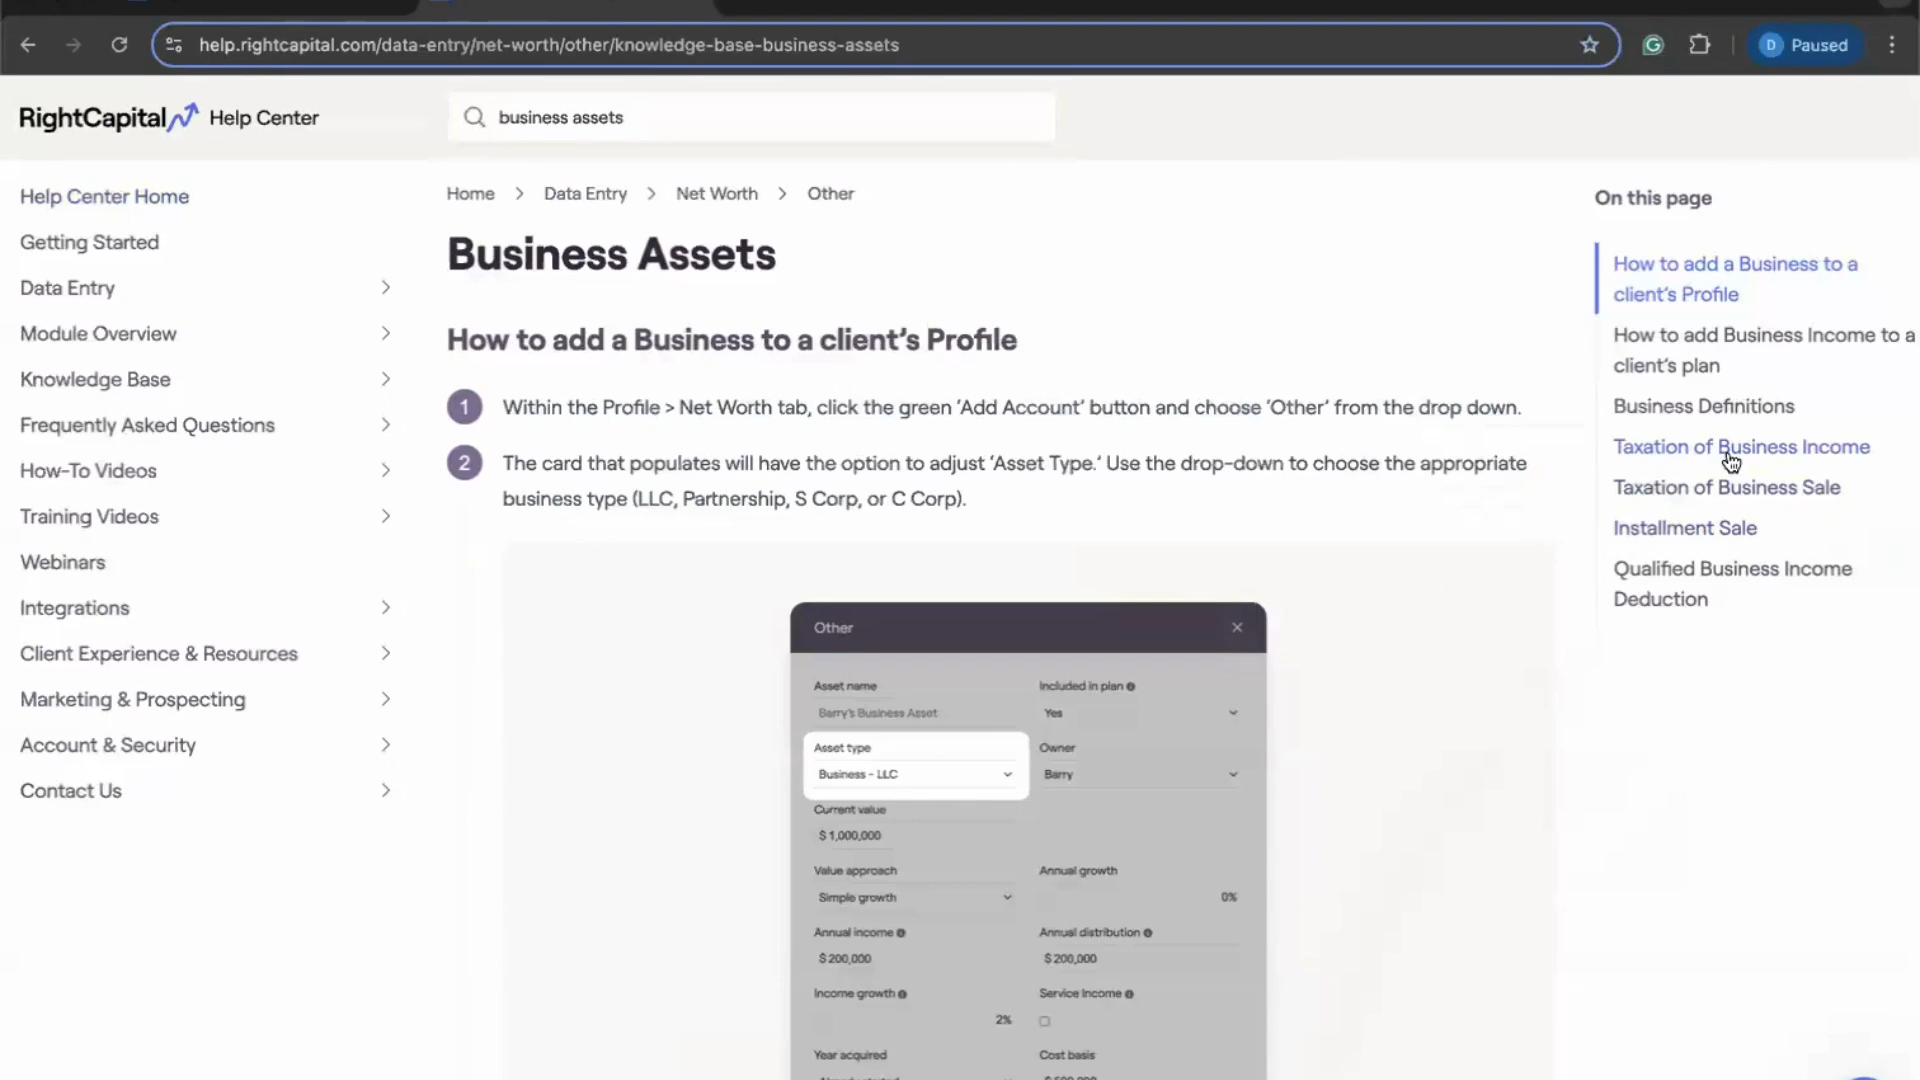 help.rightcapital.com/data-entry/net-worth/other/knowledge-base-business-assets
D Paused
RightCapital Help Center
business assets
Help Center Home
Getting Started
Data Entry
Module Overview
Knowledge Base
Frequently Asked Questions
How-To Videos
Training Videos
Webinars
Integrations
Client Experience & Resources
Marketing & Prospecting
Account & Security
Contact Us
Home > Data Entry > Net Worth > Other
Business Assets
How to add a Business to a client’s Profile
1 Within the Profile > Net Worth tab, click the green ‘Add Account’ button and choose ‘Other’ from the drop down.
2 The card that populates will have the option to adjust ‘Asset Type.‘ Use the drop-down to choose the appropriate
business type (LLC, Partnership, S Corp, or C Corp).
Other
Asset name Included in plan
Barry's Business Asset Yes
Asset type Owner
Business - LLC Barry
Current value
$ 1,000,000
Value approach Annual growth
Simple growth 0%
Annual income Annual distribution
$ 200,000 $ 200,000
Income growth Service Income
2%
Year acquired Cost basis
On this page
How to add a Business to a
client’s Profile
How to add Business Income to a
client’s plan
Business Definitions
Taxation of Business Income
Taxation of Business Sale
Installment Sale
Qualified Business Income
Deduction